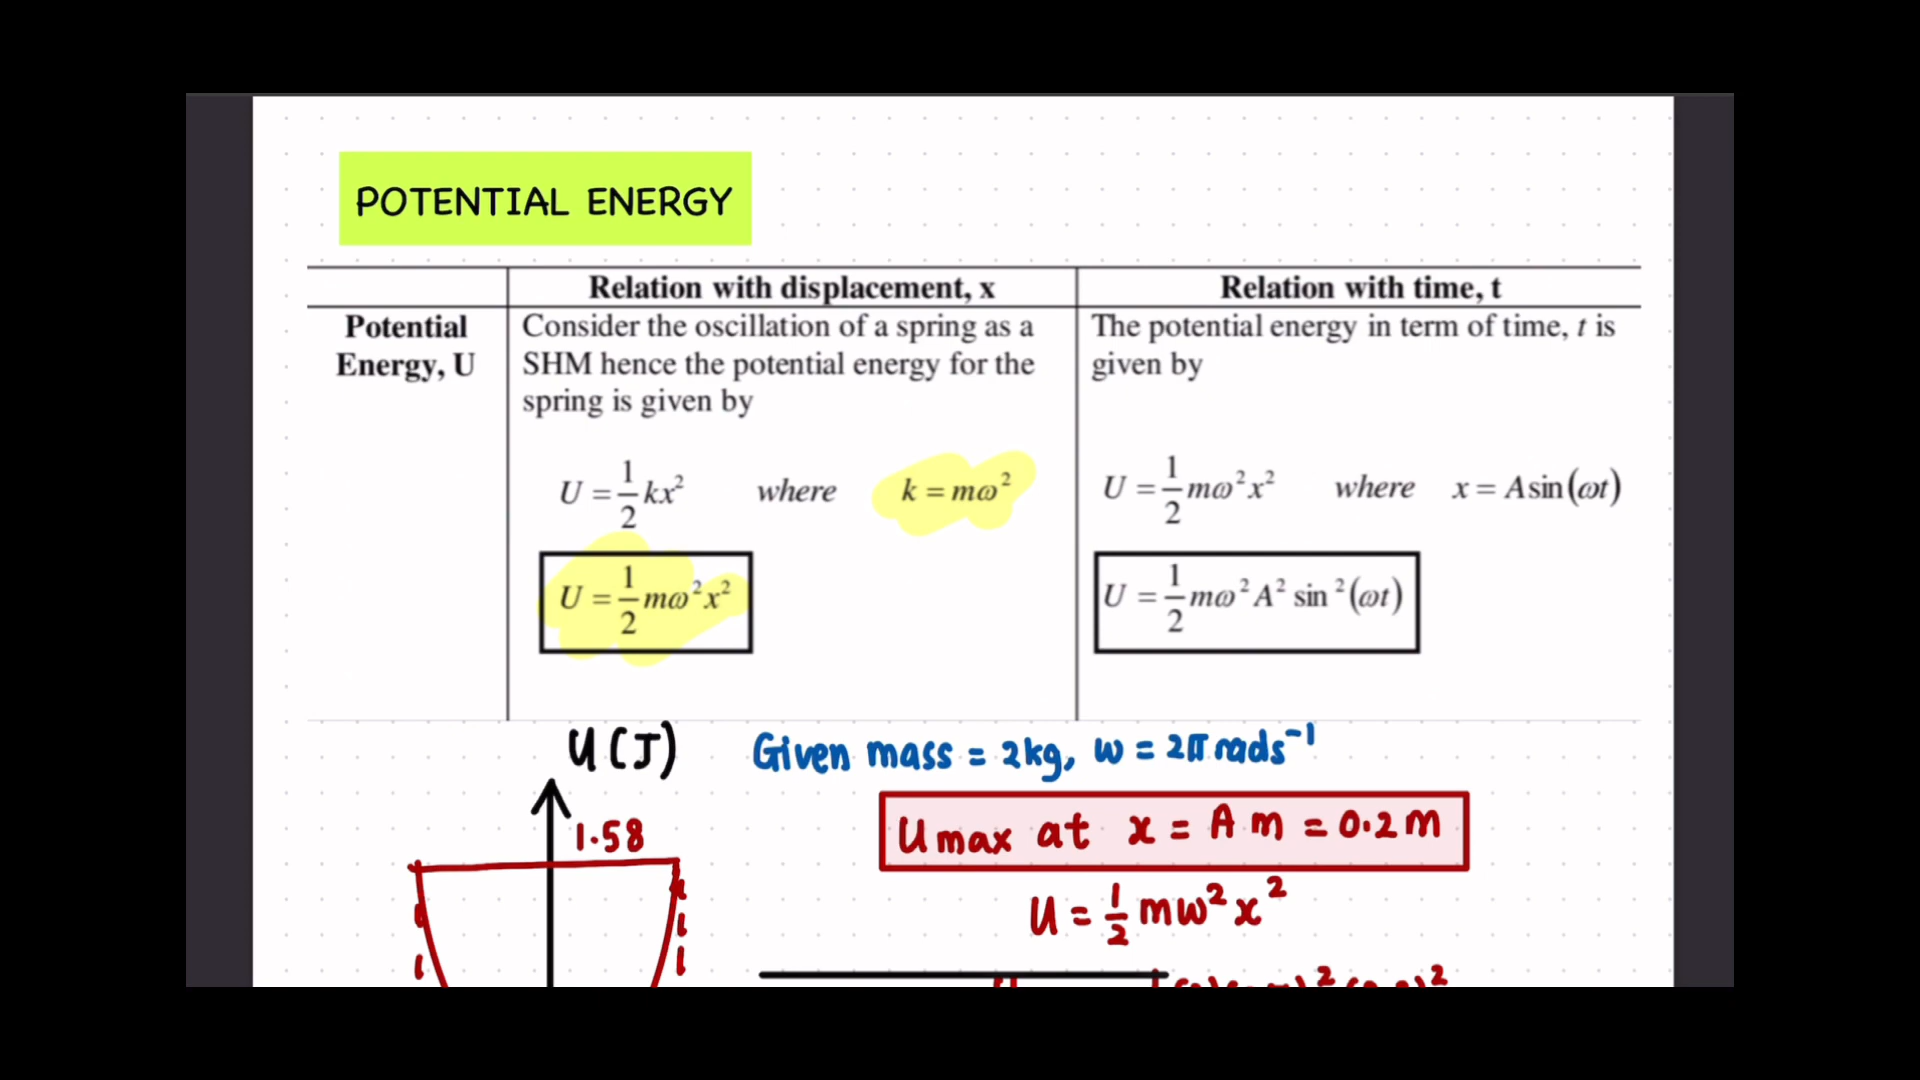 POTENTIAL ENERGY
Relation with displacement, x
Relation with time, t
Potential
Energy, U
Consider the oscillation of a spring as a
SHM hence the potential energy for the
spring is given by
U = 1/2 kx² where k = mω²
U = 1/2 mω²x²
The potential energy in term of time, t is
given by
U = 1/2 mω²x² where x = A sin(ωt)
U = 1/2 mω²A² sin²(ωt)
U (J)
1.58
Given mass = 2kg, ω = 2π rads⁻¹
U max at x = A m = 0.2 m
U = 1/2 mω²x²